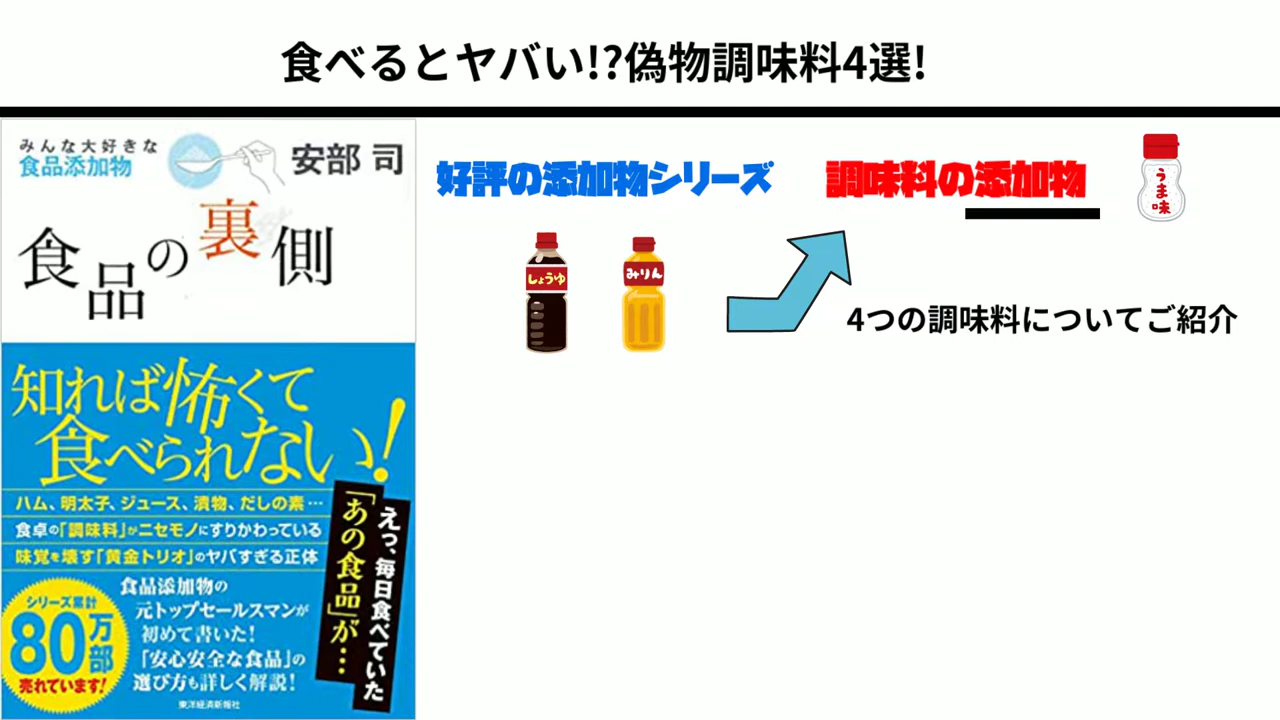 食べるとヤバい!?偽物調味料4選!
みんな大好きな
食品添加物
安部 司
食品の裏側
知れば怖くて
食べられない!
ハム、明太子、ジュース、漬物、だしの素…
食卓の「調味料」がニセモノにすりかわっている
味覚を壊す「黄金トリオ」のヤバすぎる正体
えっ、毎日食べていた
「あの食品」が…
シリーズ累計
80万部
売れています!
食品添加物の
元トップセールスマンが
初めて書いた!
「安心安全な食品」の
選び方も詳しく解説!
東洋経済新報社
好評の添加物シリーズ
調味料の添加物
うま味
しょうゆ
みりん
4つの調味料についてご紹介